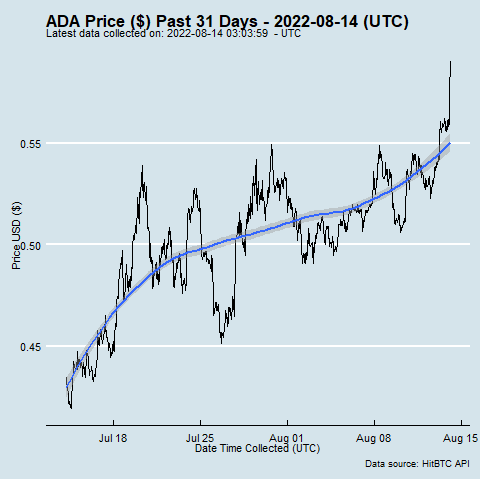 ADA Price ($) Past 31 Days - 2022-08-14 (UTC)
Latest data collected on: 2022-08-14 03:03:59 - UTC
Price USD ($)
0.55
0.50
0.45
Jul 18 Jul 25 Aug 01 Aug 08 Aug 15
Date Time Collected (UTC)
Data source: HitBTC API